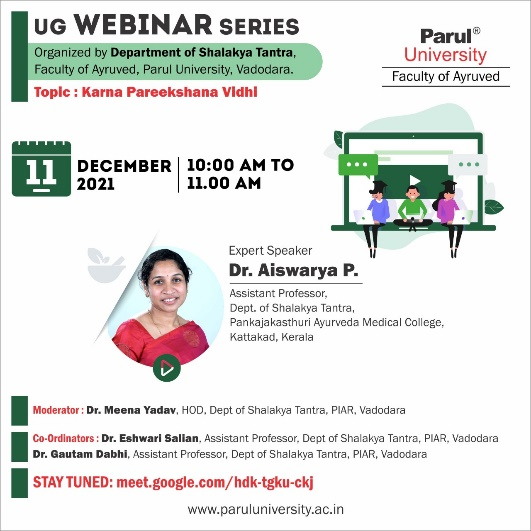 UG WEBINAR SERIES
Organized by Department of Shalakya Tantra,
Faculty of Ayruved, Parul University, Vadodara.
Topic : Karna Pareekshana Vidhi
Parul®
University
Faculty of Ayruved
11
DECEMBER
2021
10:00 AM TO
11.00 AM
Expert Speaker
Dr. Aiswarya P.
Assistant Professor,
Dept. of Shalakya Tantra,
Pankajakasthuri Ayurveda Medical College,
Kattakad, Kerala
Moderator : Dr. Meena Yadav, HOD, Dept of Shalakya Tantra, PIAR, Vadodara
Co-Ordinators : Dr. Eshwari Salian, Assistant Professor, Dept of Shalakya Tantra, PIAR, Vadodara
Dr. Gautam Dabhi, Assistant Professor, Dept of Shalakya Tantra, PIAR, Vadodara
STAY TUNED: meet.google.com/hdk-tgku-ckj
www.paruluniversity.ac.in